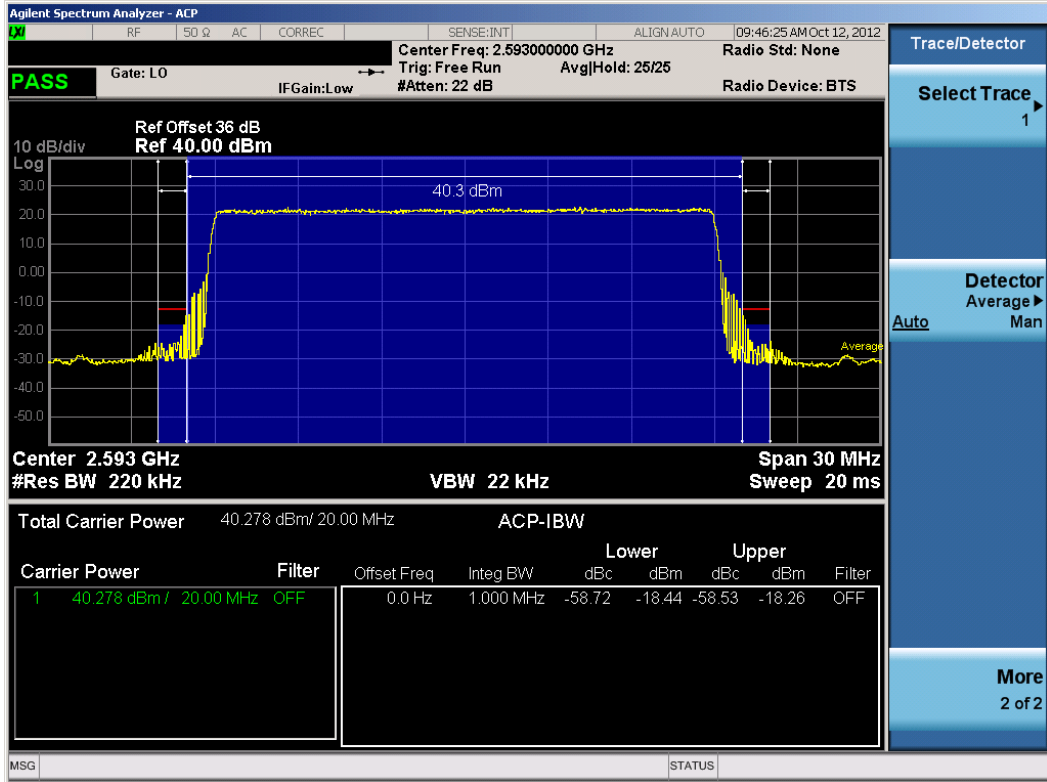 Agilent Spectrum Analyzer - ACP
LXI RF 50 Ω AC CORREC SENSE:INT ALIGN AUTO 09:46:25 AM Oct 12, 2012
Center Freq: 2.593000000 GHz Radio Std: None
Trig: Free Run Avg|Hold: 25/25
PASS Gate: LO IFGain:Low #Atten: 22 dB Radio Device: BTS
Ref Offset 36 dB
10 dB/div Ref 40.00 dBm
Log
30.0
40.3 dBm
20.0
10.0
0.00
-10.0
-20.0
-30.0
Average
-40.0
-50.0
Center 2.593 GHz Span 30 MHz
#Res BW 220 kHz VBW 22 kHz Sweep 20 ms
Total Carrier Power 40.278 dBm/ 20.00 MHz ACP-IBW
Lower Upper
Carrier Power Filter Offset Freq Integ BW dBc dBm dBc dBm Filter
1 40.278 dBm / 20.00 MHz OFF 0.0 Hz 1.000 MHz -58.72 -18.44 -58.53 -18.26 OFF
MSG STATUS
Trace/Detector
Select Trace
1
Detector
Average
Auto Man
More
2 of 2